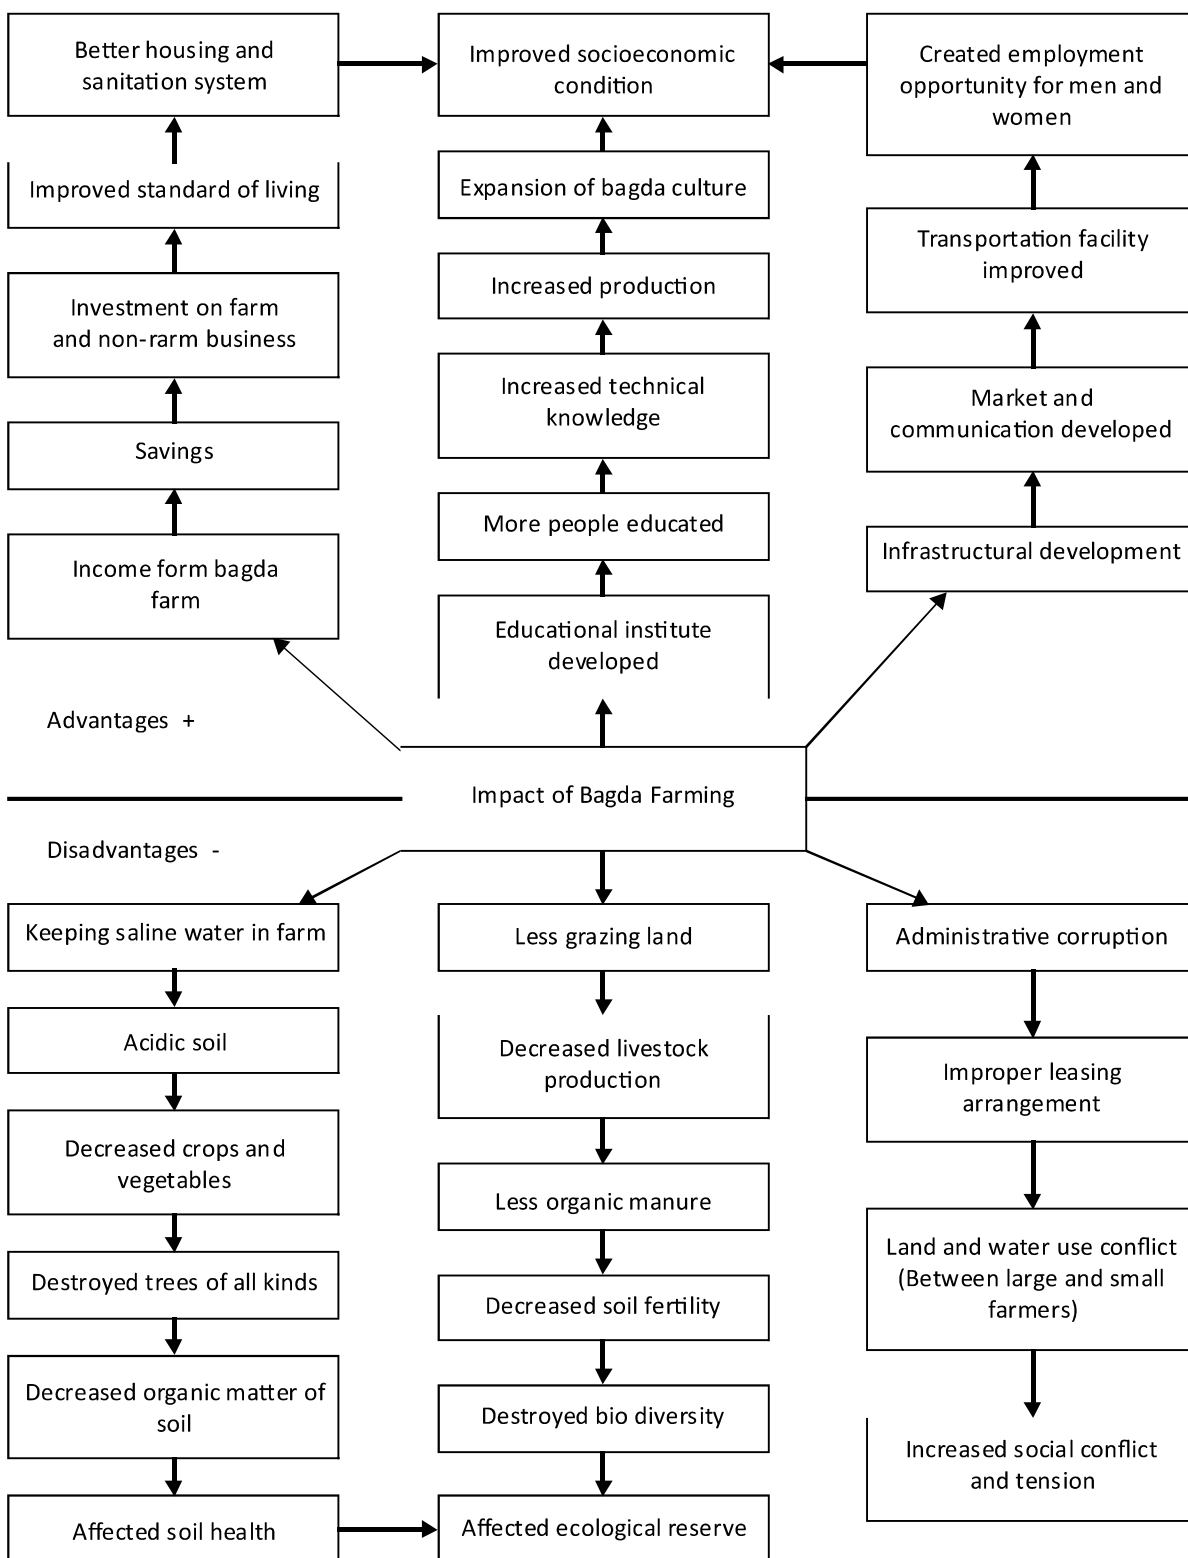 Better housing and
sanitation system
Improved socioeconomic
condition
Created employment
opportunity for men and
women
Improved standard of living
Expansion of bagda culture
Transportation facility
improved
Investment on farm
and non-rarm business
Increased production
Increased technical
knowledge
Market and
communication developed
Savings
More people educated
Infrastructural development
Income form bagda
farm
Educational institute
developed
Advantages +
Impact of Bagda Farming
Disadvantages -
Keeping saline water in farm
Less grazing land
Administrative corruption
Acidic soil
Decreased livestock
production
Improper leasing
arrangement
Decreased crops and
vegetables
Less organic manure
Land and water use conflict
(Between large and small
farmers)
Destroyed trees of all kinds
Decreased soil fertility
Decreased organic matter of
soil
Destroyed bio diversity
Increased social conflict
and tension
Affected soil health
Affected ecological reserve